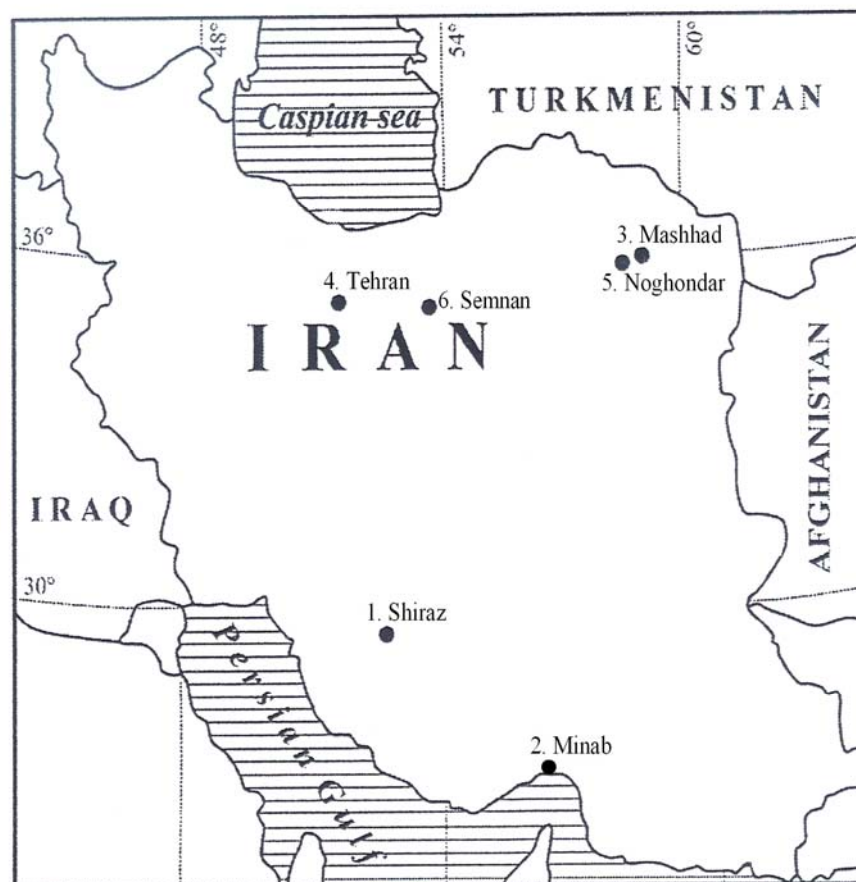 48°
54°
60°
Caspian sea
TURKMENISTAN
36°
3. Mashhad
5. Noghondar
4. Tehran
6. Semnan
IRAN
AFGHANISTAN
IRAQ
30°
1. Shiraz
Persian Gulf
2. Minab